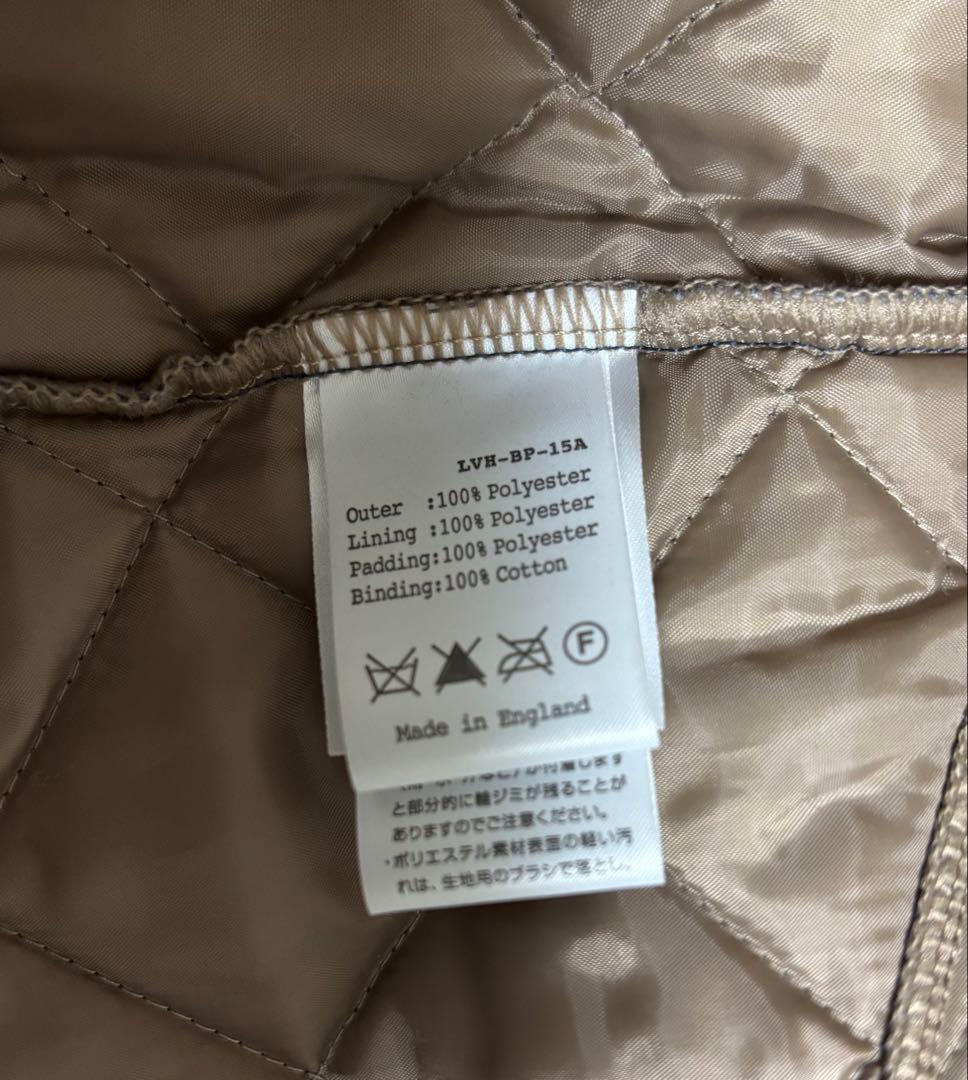 LVH-BP-15A
Outer :100% Polyester
Lining :100% Polyester
Padding:100% Polyester
Binding:100% Cotton
F
Made in England
と部分的に輪ジミが残ることが
ありますのでご注意ください。
・ポリエステル素材表面の軽い汚
れは、生地用のブラシで落とし、